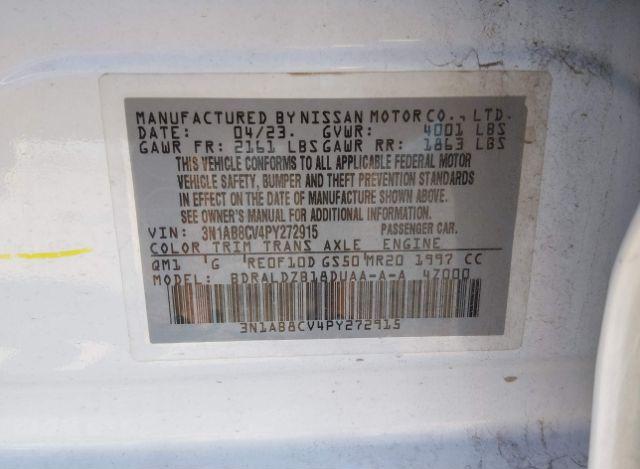 MANUFACTURED BY NISSAN MOTOR CO., LTD.
DATE: 04/23. GVWR: 4001 LBS
GAWR FR: 2161 LBS GAWR RR: 1863 LBS
THIS VEHICLE CONFORMS TO ALL APPLICABLE FEDERAL MOTOR
VEHICLE SAFETY, BUMPER AND THEFT PREVENTION STANDARDS
IN EFFECT ON THE DATE OF MANUFACTURE SHOWN ABOVE.
SEE OWNER'S MANUAL FOR ADDITIONAL INFORMATION.
VIN: 3N1AB8CV4PY272915 PASSENGER CAR.
COLOR TRIM TRANS AXLE ENGINE
QM1 G RE0F10D GS50 MR20 1997 CC
MODEL: BDRALDZB18DUAA-A-A 4Z000
3N1AB8CV4PY272915